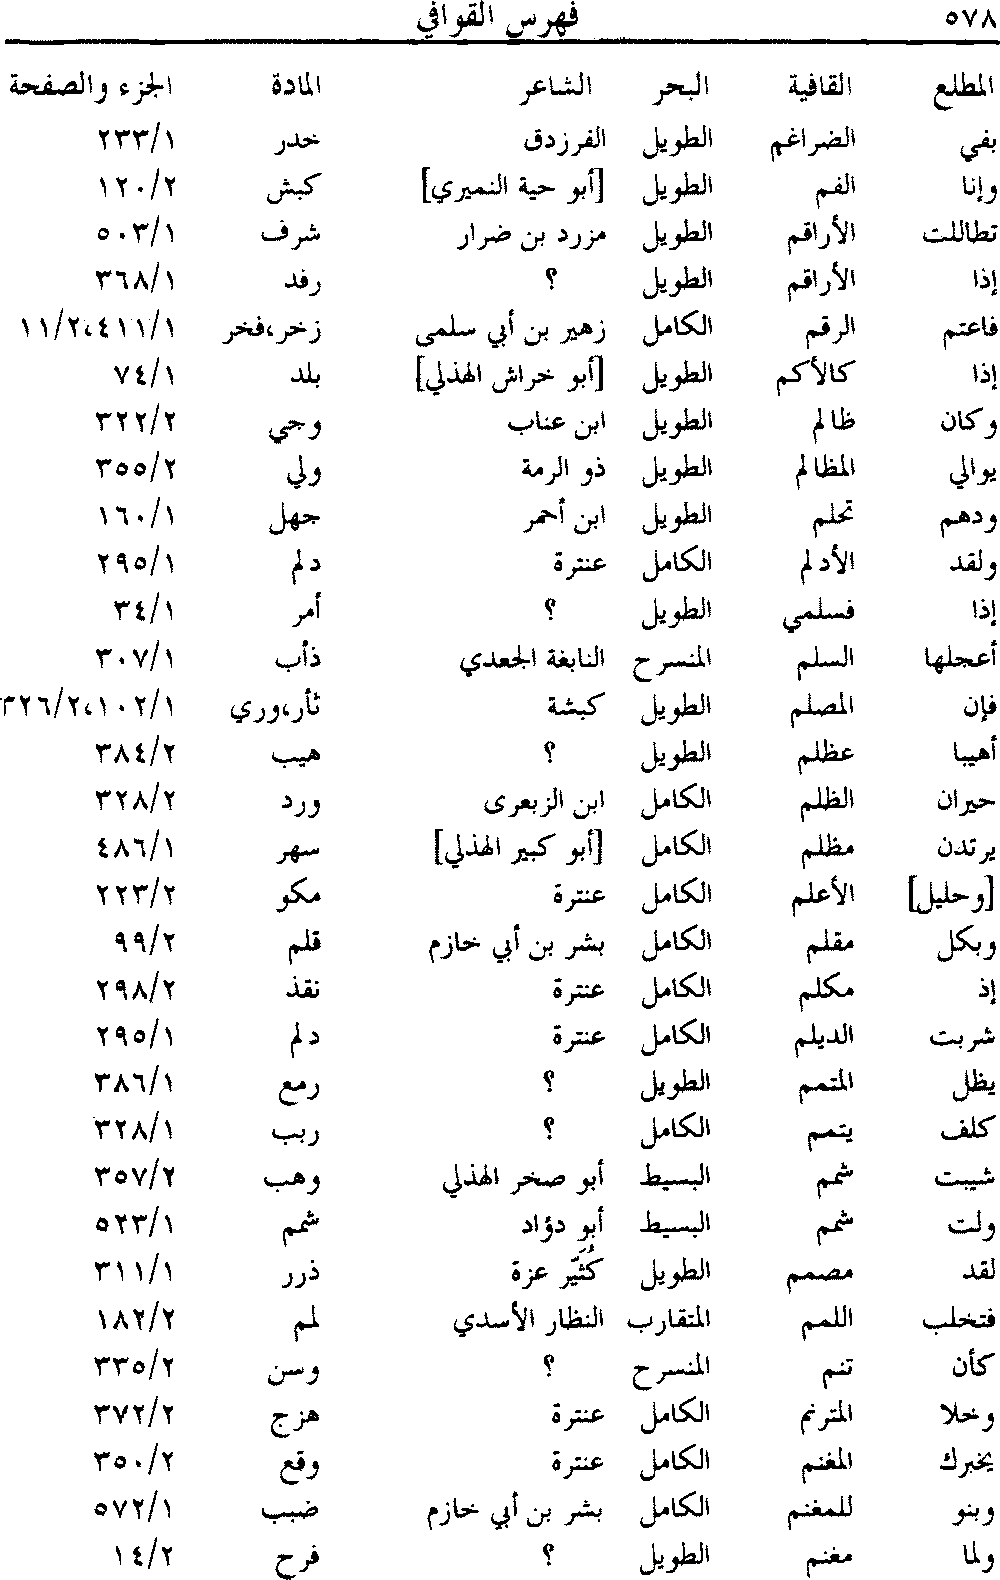 ٥٧٨ فهرس القوافي
المطلع القافية البحر الشاعر المادة الجزء والصفحة
بفي الضراغم الطويل الفرزدق خدر ٢٣٣/١
وإنا الفم الطويل [أبو حية النميري] كبش ١٢٠/٢
تطاللت الأراقم الطويل مزرد بن ضرار شرف ٥٠٣/١
إذا الأراقم الطويل ؟ رفد ٣٦٨/١
فاعتم الرقم الكامل زهير بن أبي سلمى زخر،فخر ١١/٢،٤١١/١
إذا كالأكم الطويل [أبو خراش الهذلي] بلد ٧٤/١
وكان ظالم الطويل ابن عناب وجي ٣٢٢/٢
يوالي المظالم الطويل ذو الرمة ولي ٣٥٥/٢
ودهم تحلم الطويل ابن أحمر جهل ١٦٠/١
ولقد الأدلم الكامل عنترة دلم ٢٩٥/١
إذا فسلمي الطويل ؟ أمر ٣٤/١
أعجلها السلم المنسرح النابغة الجعدي ذأب ٣٠٧/١
فإن المصلم الطويل كبشة ثأر،وري ٣٢٦/٢،١٠٢/١
أهيبا عظلم الطويل ؟ هيب ٣٨٤/٢
حيران الظلم الكامل ابن الزبعرى ورد ٣٢٨/٢
يرتدن مظلم الكامل [أبو كبير الهذلي] سهر ٤٨٦/١
[وحليل] الأعلم الكامل عنترة مكو ٢٢٣/٢
وبكل مقلم الكامل بشر بن أبي خازم قلم ٩٩/٢
إذ مكلم الكامل عنترة نقذ ٢٩٨/٢
شربت الديلم الكامل عنترة دلم ٢٩٥/١
يظل المتمم الطويل ؟ رمع ٣٨٦/١
كلف يتمم الكامل ؟ ربب ٣٢٨/١
شيبت شمم البسيط أبو صخر الهذلي وهب ٣٥٧/٢
ولت شمم البسيط أبو دؤاد شمم ٥٢٣/١
لقد مصمم الطويل كُثَيّر عزة ذرر ٣١١/١
فتخلب اللمم المتقارب النظار الأسدي لمم ١٨٢/٢
كأن تنم المنسرح ؟ وسن ٣٣٥/٢
وخلا المترنم الكامل عنترة هزج ٣٧٢/٢
يخبرك المغنم الكامل عنترة وقع ٣٥٠/٢
وبنو للمغنم الكامل بشر بن أبي خازم ضبب ٥٧٢/١
ولما مغنم الطويل ؟ فرح ١٤/٢